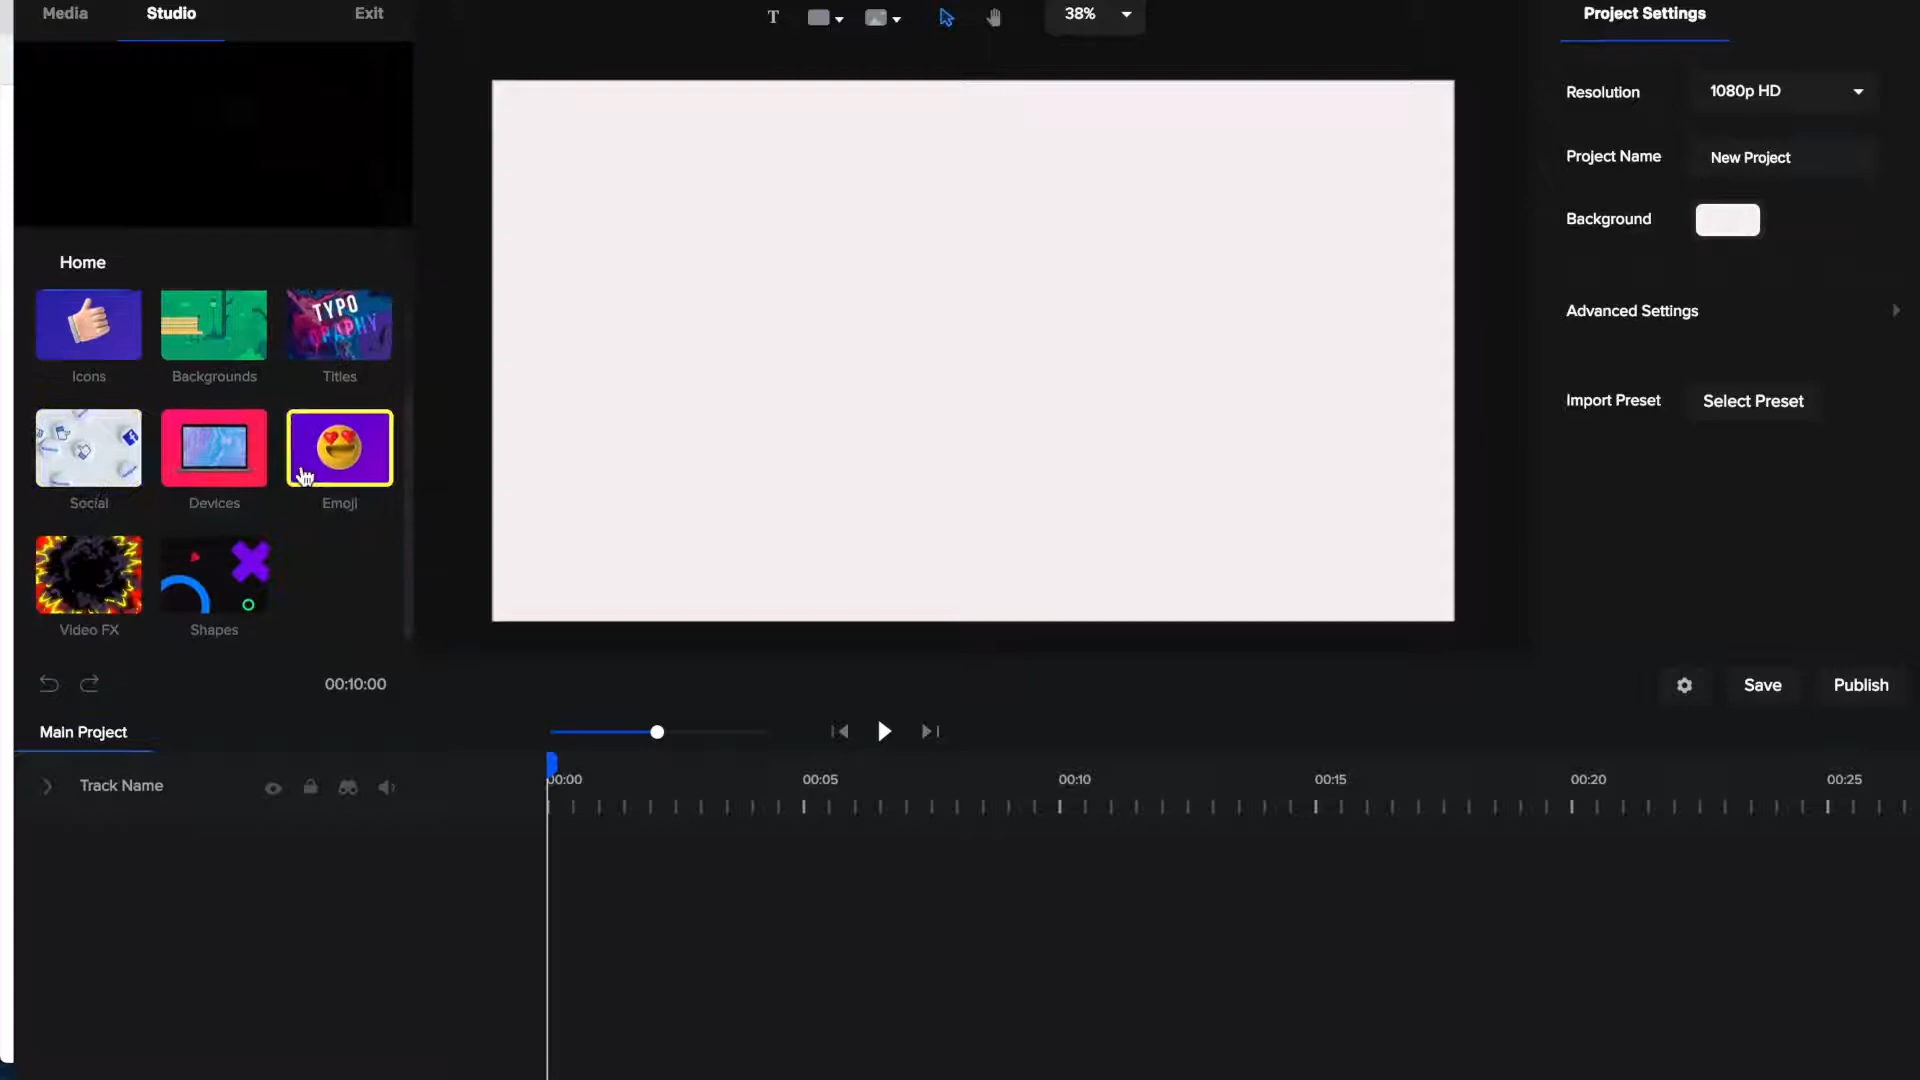 Media
Studio
Exit
T
38%
Project Settings
Resolution
1080p HD
Project Name
New Project
Background
Advanced Settings
Import Preset
Select Preset
Home
TYPO
GRAPHY
Icons
Backgrounds
Titles
Social
Devices
Emoji
Video FX
Shapes
00:10:00
Save
Publish
Main Project
Track Name
00:00
00:05
00:10
00:15
00:20
00:25